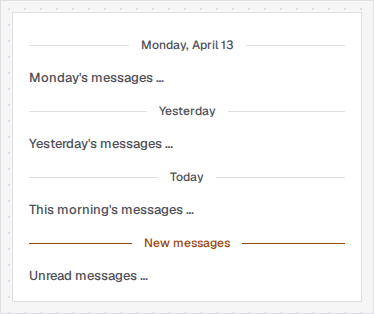 Monday, April 13
Monday's messages ...
Yesterday
Yesterday's messages ...
Today
This morning's messages ...
New messages
Unread messages ...